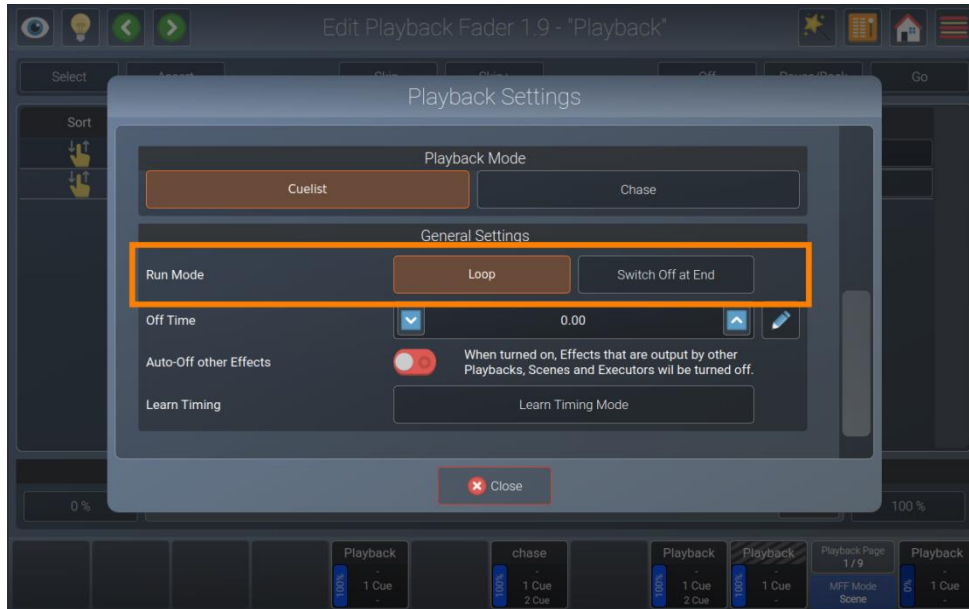 Edit Playback Fader 1.9 - "Playback"
Select
Off
Go
Playback Settings
Sort
Playback Mode
Cuelist
Chase
General Settings
Run Mode
Loop
Switch Off at End
Off Time
0.00
Auto-Off other Effects
When turned on, Effects that are output by other
Playbacks, Scenes and Executors wil be turned off.
Learn Timing
Learn Timing Mode
Close
0 %
100 %
Playback
-
100%
1 Cue
-
chase
-
100%
1 Cue
2 Cue
Playback
-
100%
1 Cue
2 Cue
Playback
-
100%
1 Cue
-
Playback Page
1 / 9
MFF Mode
Scene
Playback
-
0%
1 Cue
-